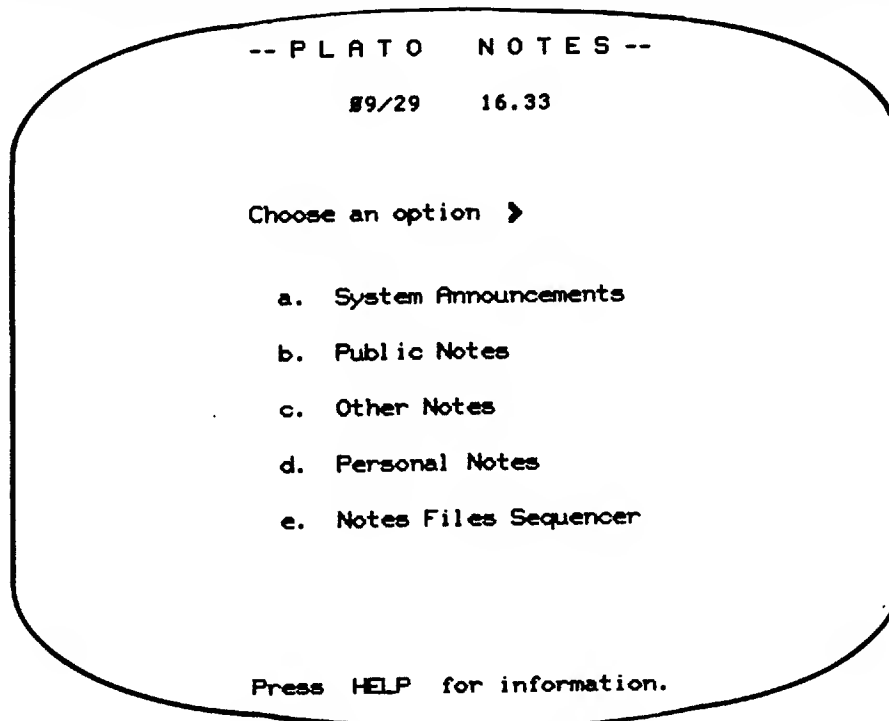 -- P L A T O   N O T E S --
09/29   16.33
Choose an option >
a. System Announcements
b. Public Notes
c. Other Notes
d. Personal Notes
e. Notes Files Sequencer
Press HELP for information.